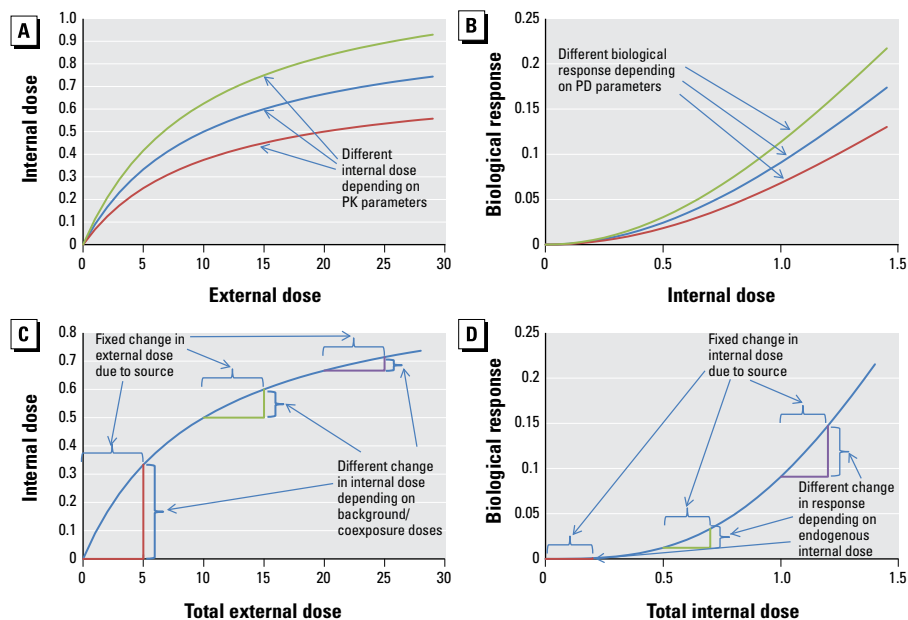 A
Internal dose
1.0
0.9
0.8
0.7
0.6
0.5
0.4
0.3
0.2
0.1
0
Different
internal dose
depending on
PK parameters
0 5 10 15 20 25 30
External dose
B
Biological response
0.25
0.20
0.15
0.1
0.05
0
Different biological
response depending
on PD parameters
0 0.5 1.0 1.5
Internal dose
C
Internal dose
0.8
0.7
0.6
0.5
0.4
0.3
0.2
0.1
0
Fixed change in
external dose
due to source
Different change
in internal dose
depending on
background/
coexposure doses
0 5 10 15 20 25 30
Total external dose
D
Biological response
0.25
0.20
0.15
0.1
0.05
0
Fixed change in
internal dose
due to source
Different change
in response
depending on
endogenous
internal dose
0 0.5 1.0 1.5
Total internal dose